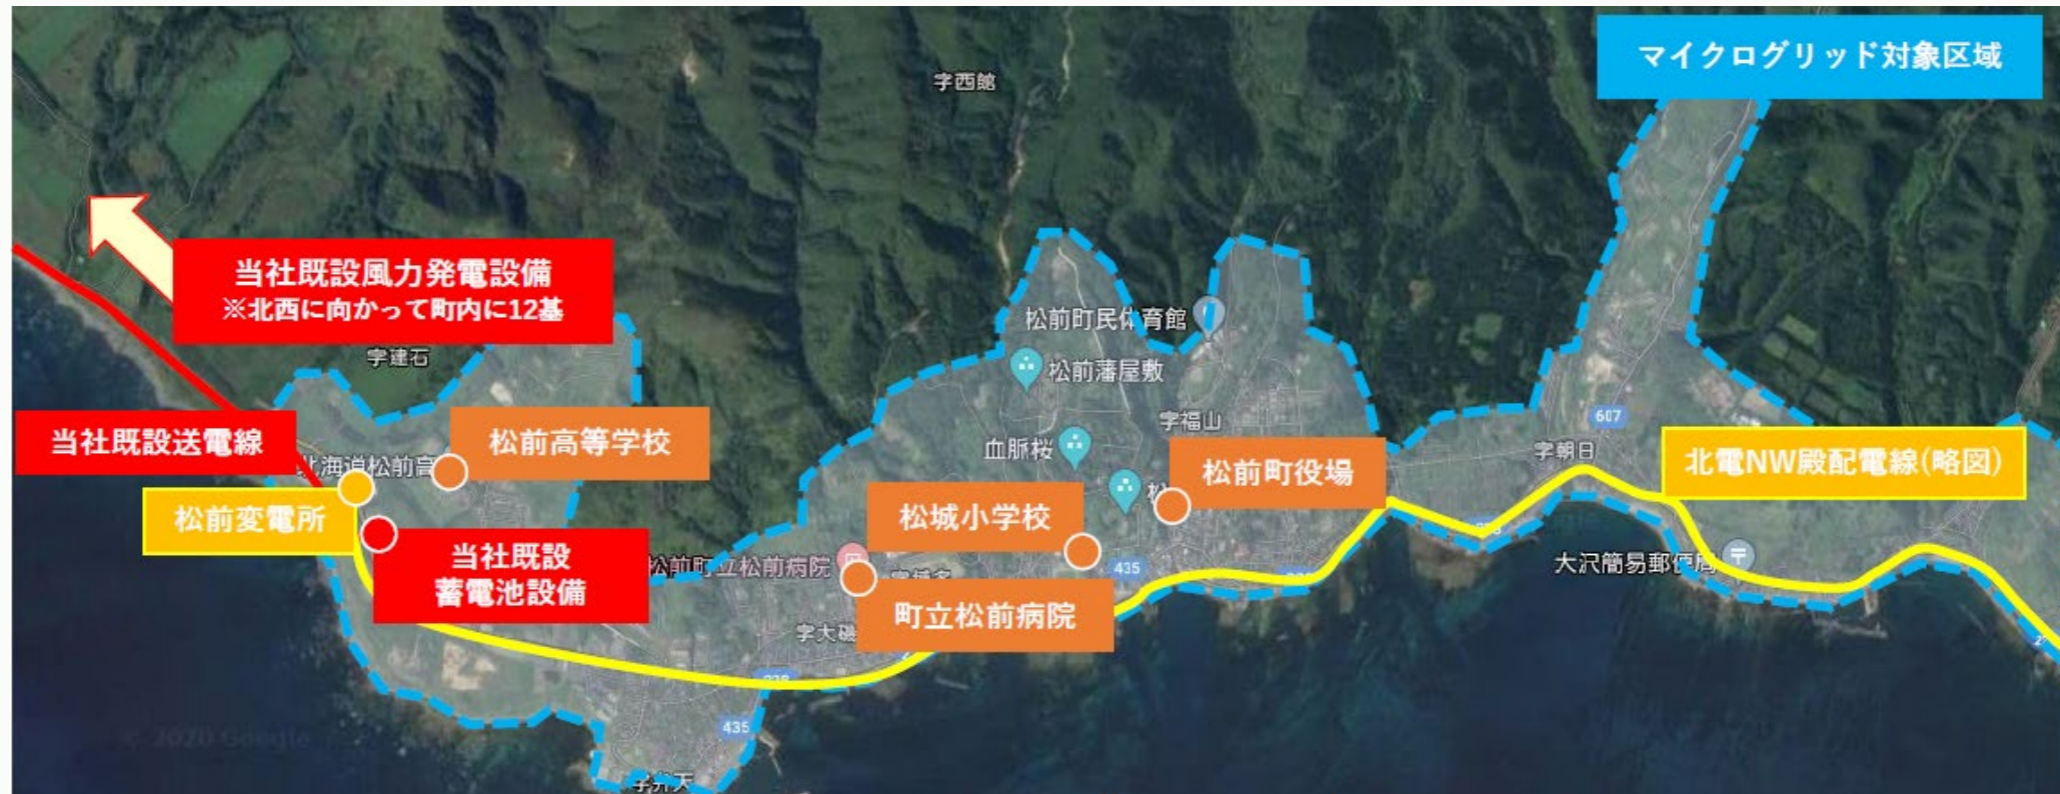 字西館
マイクログリッド対象区域
当社既設風力発電設備
※北西に向かって町内に12基
松前町民体育館
字建石
松前藩屋敷
字福山
607
当社既設送電線
松前高等学校
北海道松前高
血脈桜
松前町役場
字朝日
北電NW殿配電線(略図)
松前変電所
松城小学校
松
当社既設
蓄電池設備
松前町立松前病院
435
大沢簡易郵便局
町立松前病院
字大磯
435
字弁天
© 2020 Google